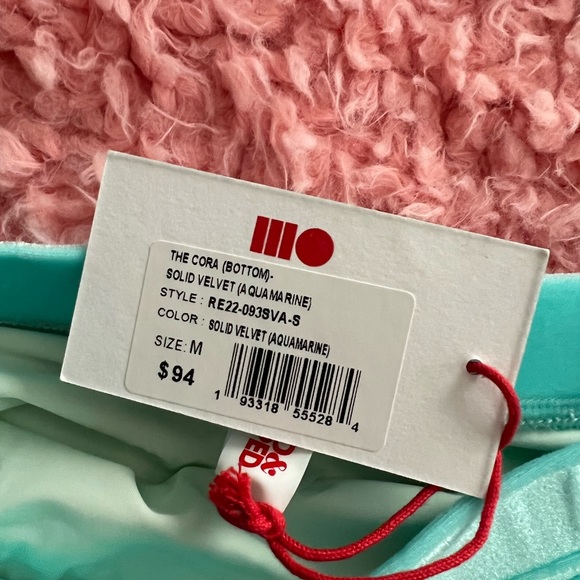 THE CORA (BOTTOM)-
SOLID VELVET (AQUAMARINE)
STYLE : RE22-093SVA-S
COLOR : SOLID VELVET (AQUAMARINE)
SIZE: M
$94
1 93318 55528 4